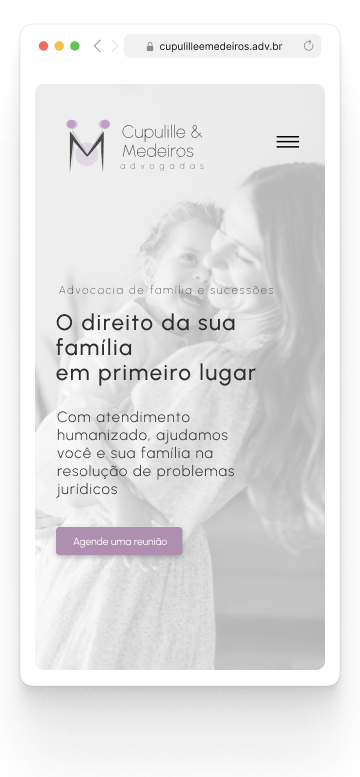 cupulilleemedeiros.adv.br
Cupulille &
Medeiros
advogadas
Advocacia de família e sucessões
O direito da sua
família
em primeiro lugar
Com atendimento
humanizado, ajudamos
você e sua família na
resolução de problemas
jurídicos
Agende uma reunião